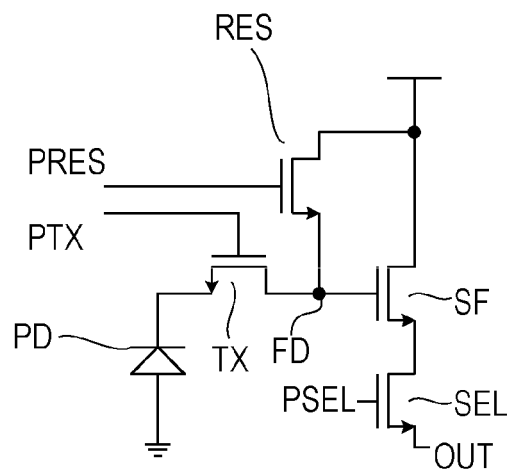 RES
PRES
PTX
SF
PD
TX
FD
PSEL
SEL
OUT